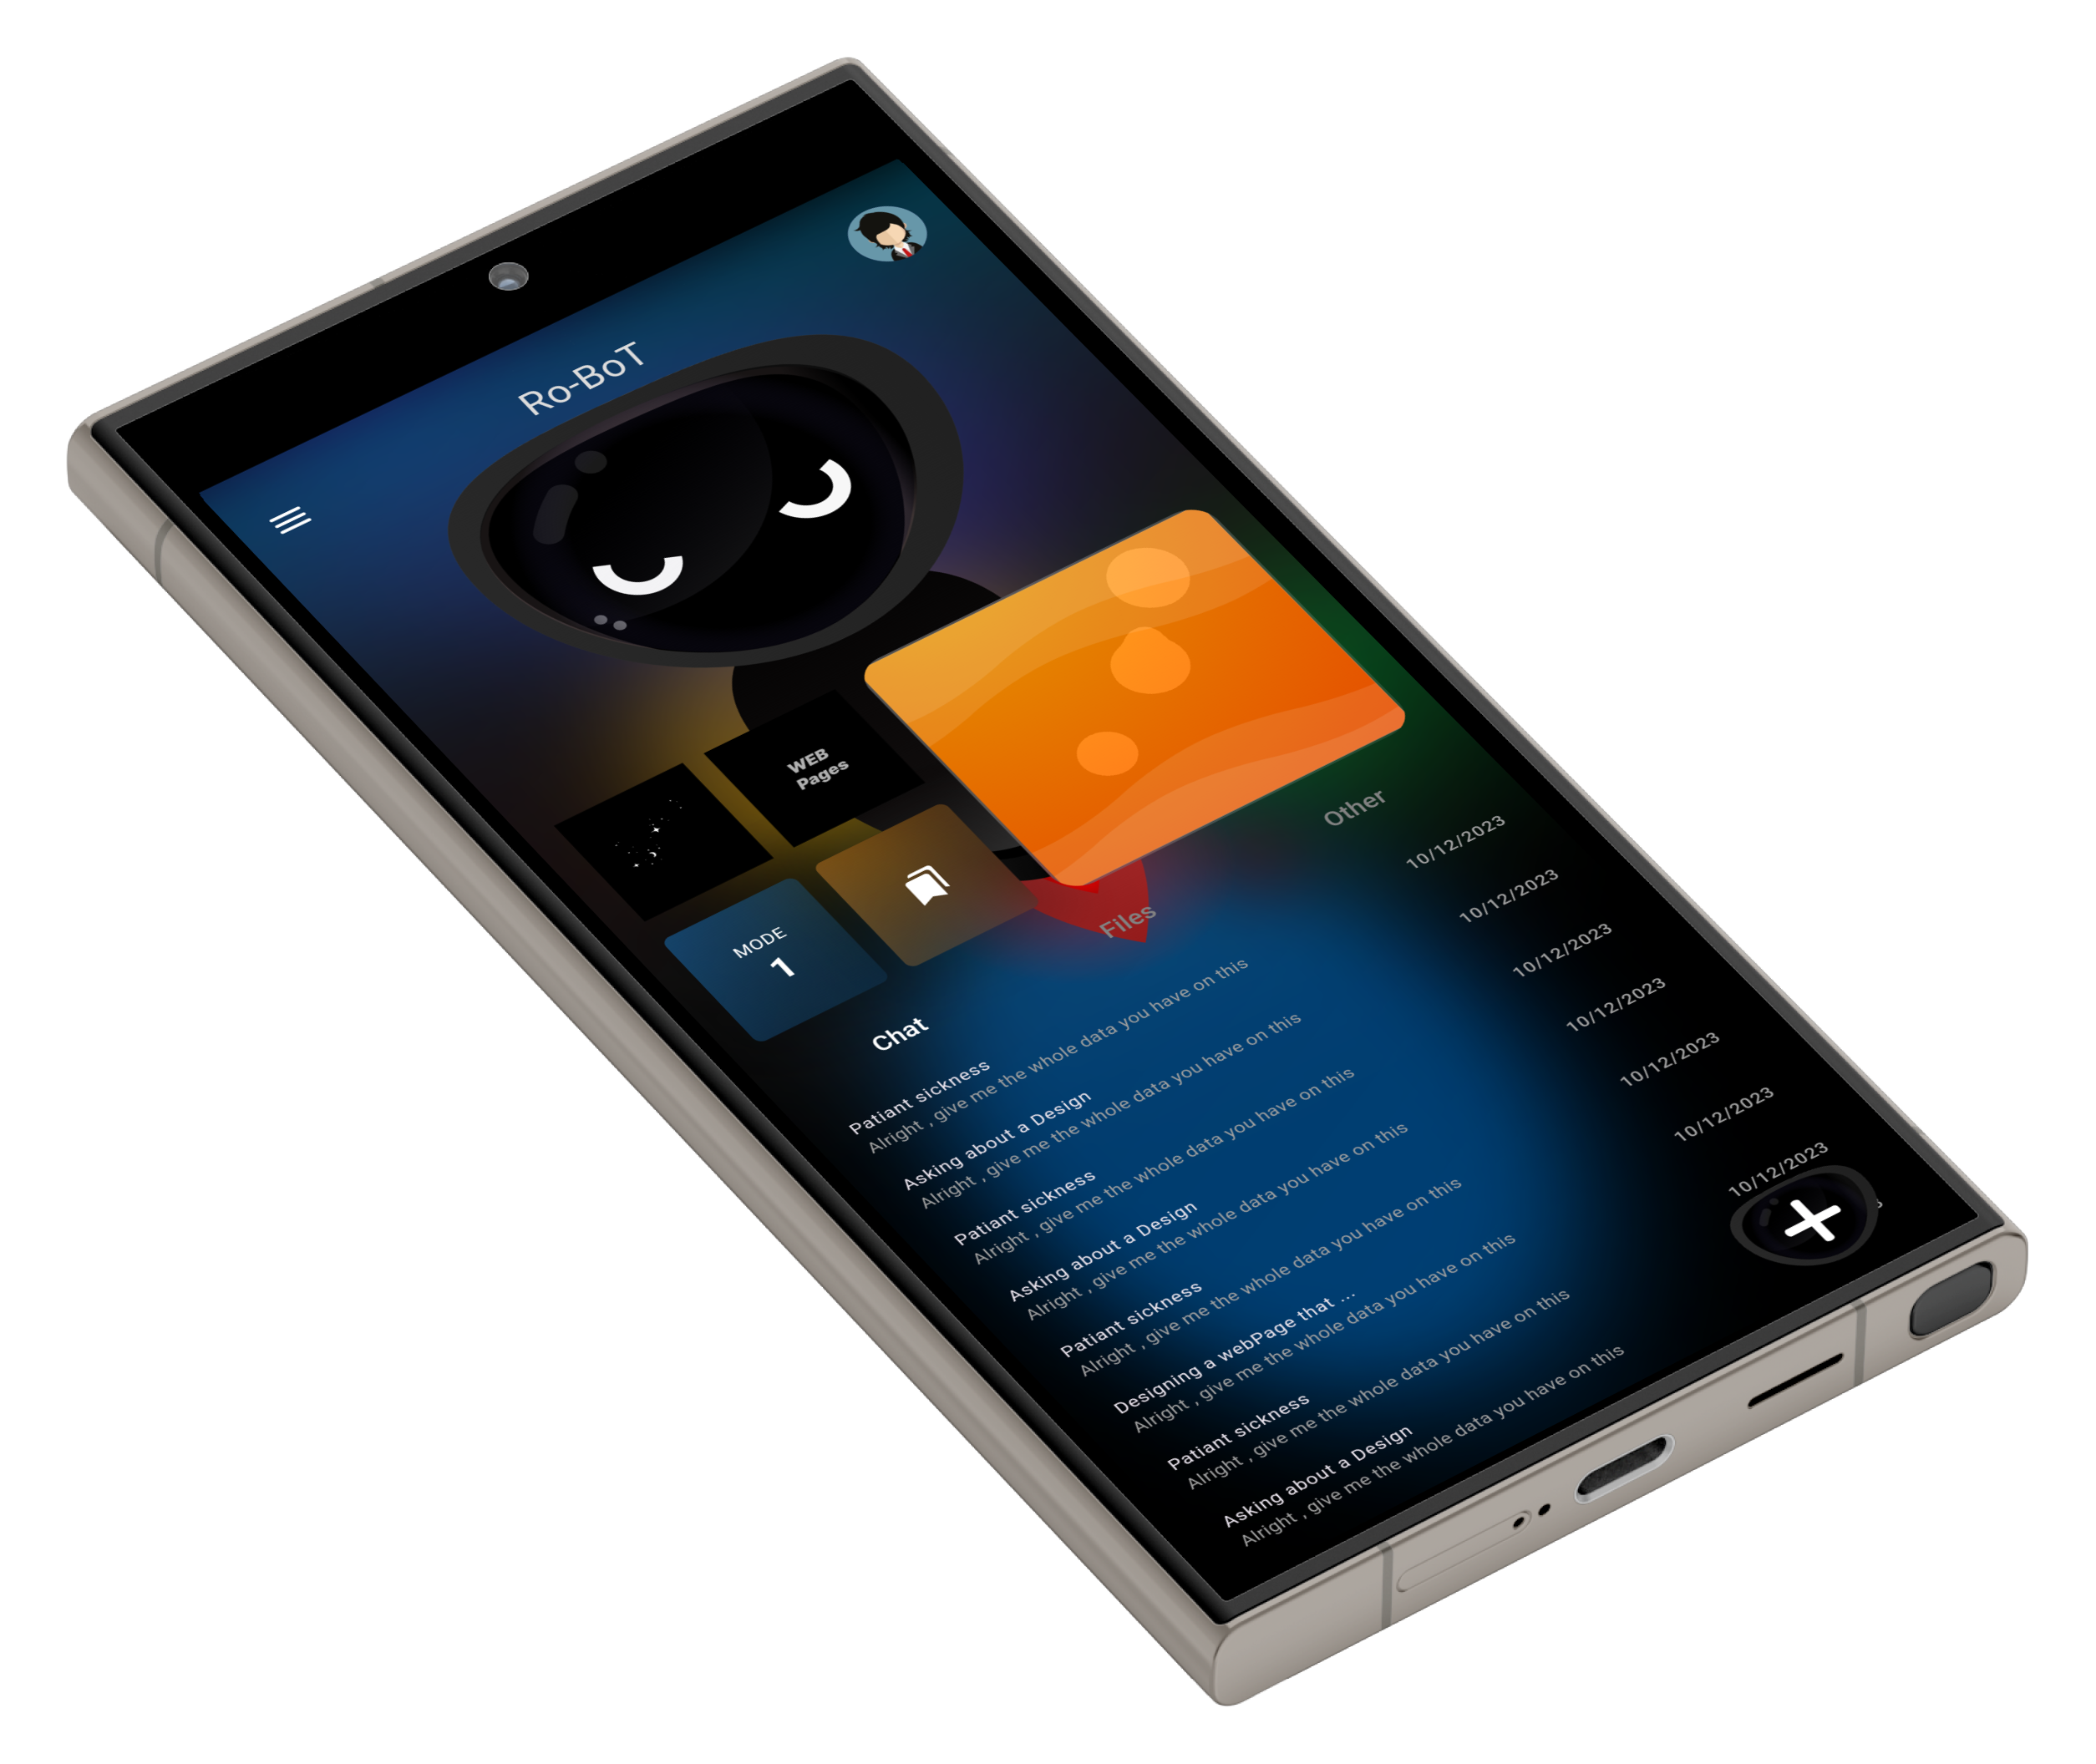 Ro-BoT
WEB
Pages
MODE
1
Chat
Files
Other
Patiant sickness
Alright , give me the whole data you have on this
10/12/2023
Asking about a Design
Alright , give me the whole data you have on this
10/12/2023
Patiant sickness
Alright , give me the whole data you have on this
10/12/2023
Asking about a Design
Alright , give me the whole data you have on this
10/12/2023
Patiant sickness
Alright , give me the whole data you have on this
10/12/2023
Designing a webPage that ...
Alright , give me the whole data you have on this
10/12/2023
Patiant sickness
Alright , give me the whole data you have on this
10/12/2023
Asking about a Design
Alright , give me the whole data you have on this